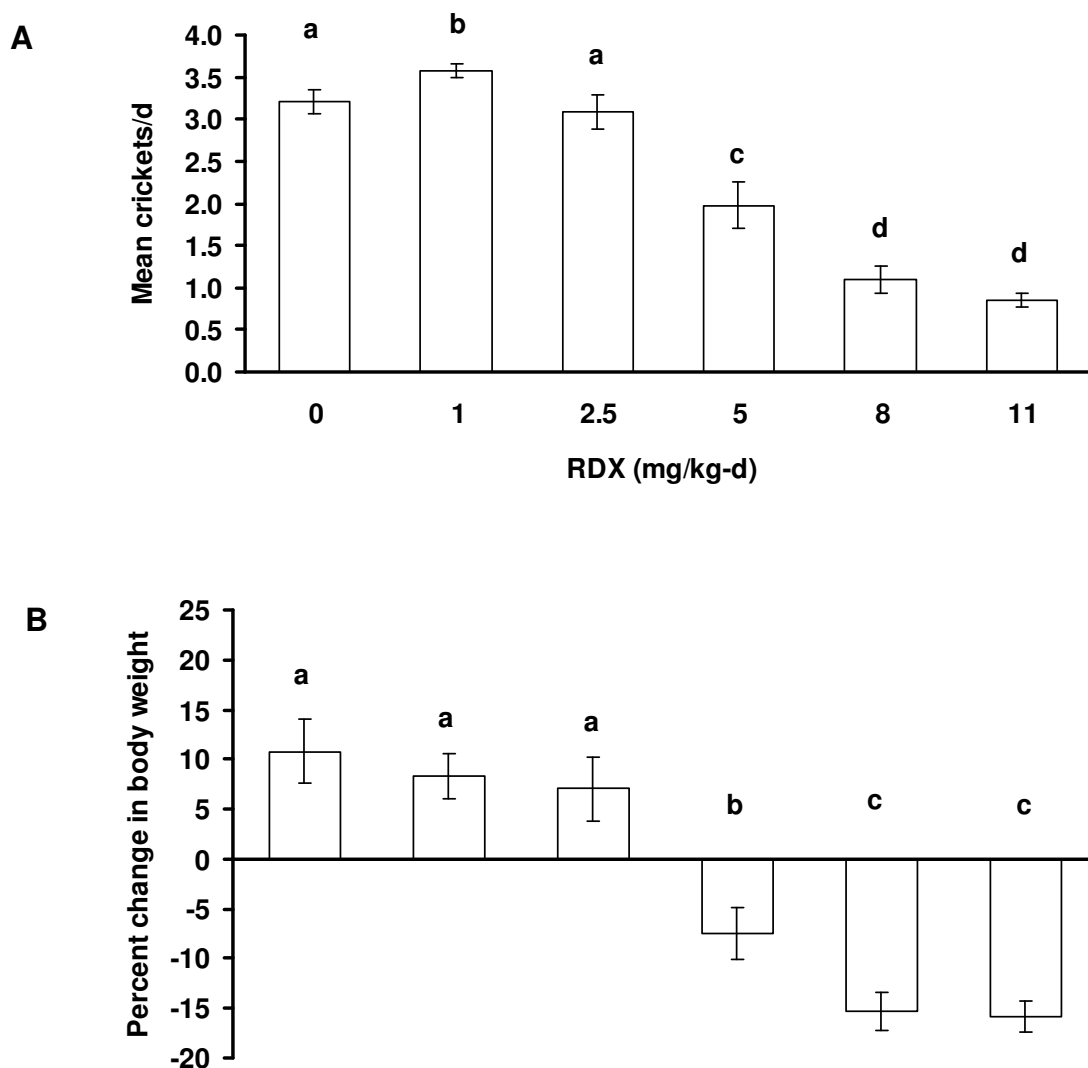 A
Mean crickets/d
4.0
3.5
3.0
2.5
2.0
1.5
1.0
0.5
0.0
a b a c d d
0 1 2.5 5 8 11
RDX (mg/kg-d)
B
Percent change in body weight
25
20
15
10
5
0
-5
-10
-15
-20
a a a b c c